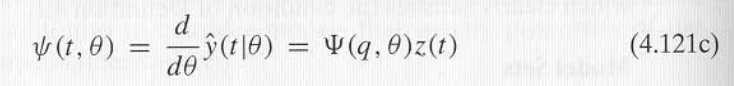 ψ(t, θ) = d/dθ ŷ(t|θ) = Ψ(q, θ)z(t) (4.121c)